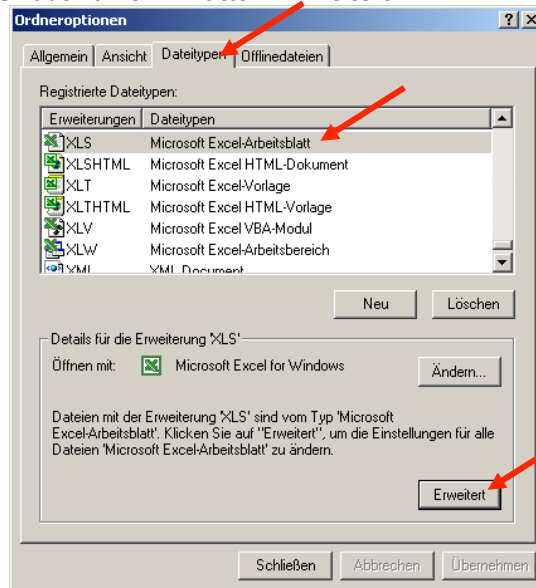 Ordneroptionen
Allgemein Ansicht Dateitypen Offlinedateien
Registrierte Dateitypen:
Erweiterungen Dateitypen
XLS Microsoft Excel-Arbeitsblatt
XLSHTML Microsoft Excel HTML-Dokument
XLT Microsoft Excel-Vorlage
XLTHTML Microsoft Excel HTML-Vorlage
XLV Microsoft Excel VBA-Modul
XLW Microsoft Excel-Arbeitsbereich
XML XML Document
Neu Löschen
Details für die Erweiterung 'XLS'
Öffnen mit: Microsoft Excel for Windows Ändern...
Dateien mit der Erweiterung 'XLS' sind vom Typ 'Microsoft
Excel-Arbeitsblatt'. Klicken Sie auf "Erweitert", um die Einstellungen für alle
Dateien 'Microsoft Excel-Arbeitsblatt' zu ändern.
Erweitert
Schließen Abbrechen Übernehmen